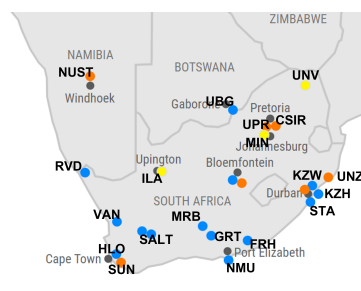 ZIMBABWE
NAMIBIA
BOTSWANA
NUST
UNV
Windhoek
UBG
Gaborone
Pretoria
UPR
CSIR
MIN
Johannesburg
RVD
Upington
ILA
Bloemfontein
KZW
UNZ
Durban
KZH
STA
SOUTH AFRICA
VAN
MRB
SALT
GRT
FRH
HLO
Cape Town
SUN
Port Elizabeth
NMU